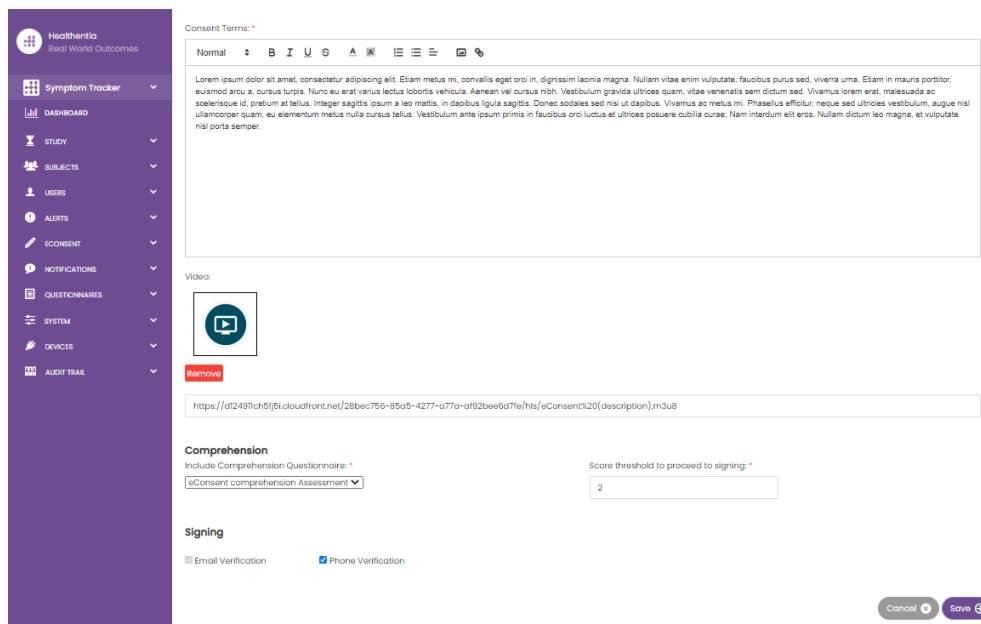 Healthentia
Real World Outcomes
Symptom Tracker
DASHBOARD
STUDY
SUBJECTS
USERS
ALERTS
ECONSENT
NOTIFICATIONS
QUESTIONNAIRES
SYSTEM
DEVICES
AUDIT TRAIL
Consent Terms: *
Normal B I U S A A
Lorem ipsum dolor sit amet, consectetur adipiscing elit. Etiam metus mi, convallis eget orci in, dignissim lacinia magna. Nullam vitae enim vulputate, faucibus purus sed, viverra urna. Etiam in mauris porttitor,
euismod arcu a, cursus turpis. Nunc eu erat varius lectus lobortis vehicula. Aenean vel cursus nibh. Vestibulum gravida ultrices quam, vitae venenatis sem dictum sed. Vivamus lorem erat, malesuada ac
scelerisque id, pretium at tellus. Integer sagittis ipsum a leo mattis, in dapibus ligula sagittis. Donec sodales sed nisi ut dapibus. Vivamus ac metus mi. Phasellus efficitur, neque sed ultricies vestibulum, augue nisl
ullamcorper quam, eu elementum metus nulla cursus tellus. Vestibulum ante ipsum primis in faucibus orci luctus et ultrices posuere cubilia curae; Nam interdum elit eros. Nullam dictum leo magna, et vulputate
nisl porta semper.
Video:
Remove
https://d1249l1ch5fj5i.cloudfront.net/28bec756-85a5-4277-a77a-af92bee6d7fe/hls/eConsent%20(description).m3u8
Comprehension
Include Comprehension Questionnaire: *
eConsent comprehension Assessment
Score threshold to proceed to signing: *
2
Signing
Email Verification
Phone Verification
Cancel
Save